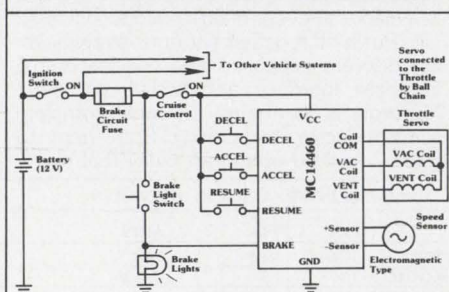 Ignition
Switch
ON
Brake
Circuit
Fuse
ON
Cruise
Control
To Other Vehicle Systems
Servo
connected
to the
Throttle
by Ball
Chain
Throttle
Servo
Battery
(12 V)
DECEL
ACCEL
RESUME
Brake
Light
Switch
Brake
Lights
VCC
DECEL
ACCEL
RESUME
BRAKE
GND
MC14460
Coil
COM
VAC
Coil
VENT
Coil
+Sensor
–Sensor
VAC Coil
VENT Coil
Speed
Sensor
Electromagnetic
Type